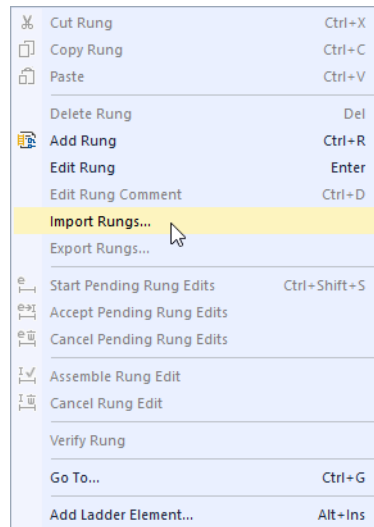 Cut Rung Ctrl+X
Copy Rung Ctrl+C
Paste Ctrl+V
Delete Rung Del
Add Rung Ctrl+R
Edit Rung Enter
Edit Rung Comment Ctrl+D
Import Rungs...
Export Rungs...
Start Pending Rung Edits Ctrl+Shift+S
Accept Pending Rung Edits
Cancel Pending Rung Edits
Assemble Rung Edit
Cancel Rung Edit
Verify Rung
Go To... Ctrl+G
Add Ladder Element... Alt+Ins